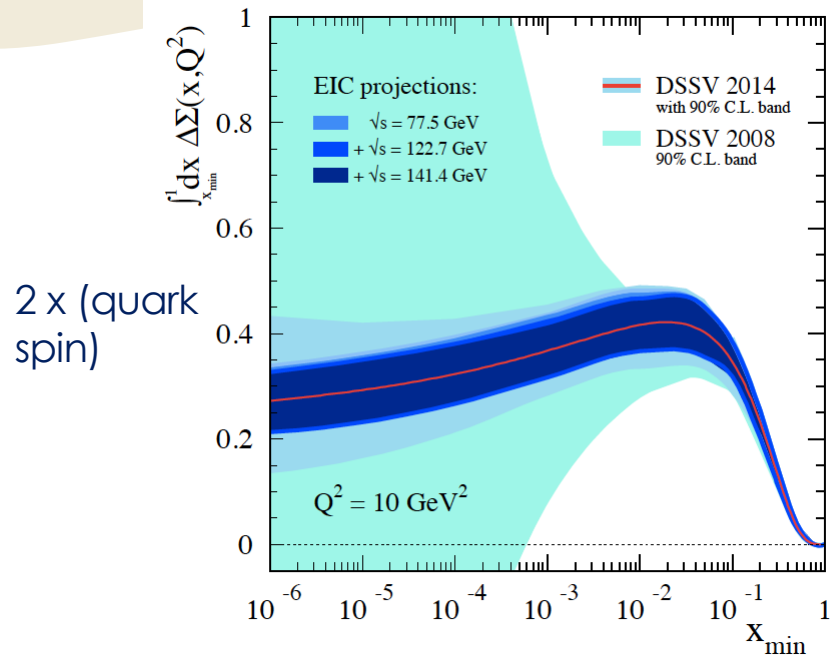 2 x (quark
spin)
∫¹ₓₘᵢₙ dx ΔΣ(x,Q²)
1
0.8
0.6
0.4
0.2
0
EIC projections:
√s = 77.5 GeV
+ √s = 122.7 GeV
+ √s = 141.4 GeV
DSSV 2014
with 90% C.L. band
DSSV 2008
90% C.L. band
Q² = 10 GeV²
10⁻⁶ 10⁻⁵ 10⁻⁴ 10⁻³ 10⁻² 10⁻¹ 1
xₘᵢₙ